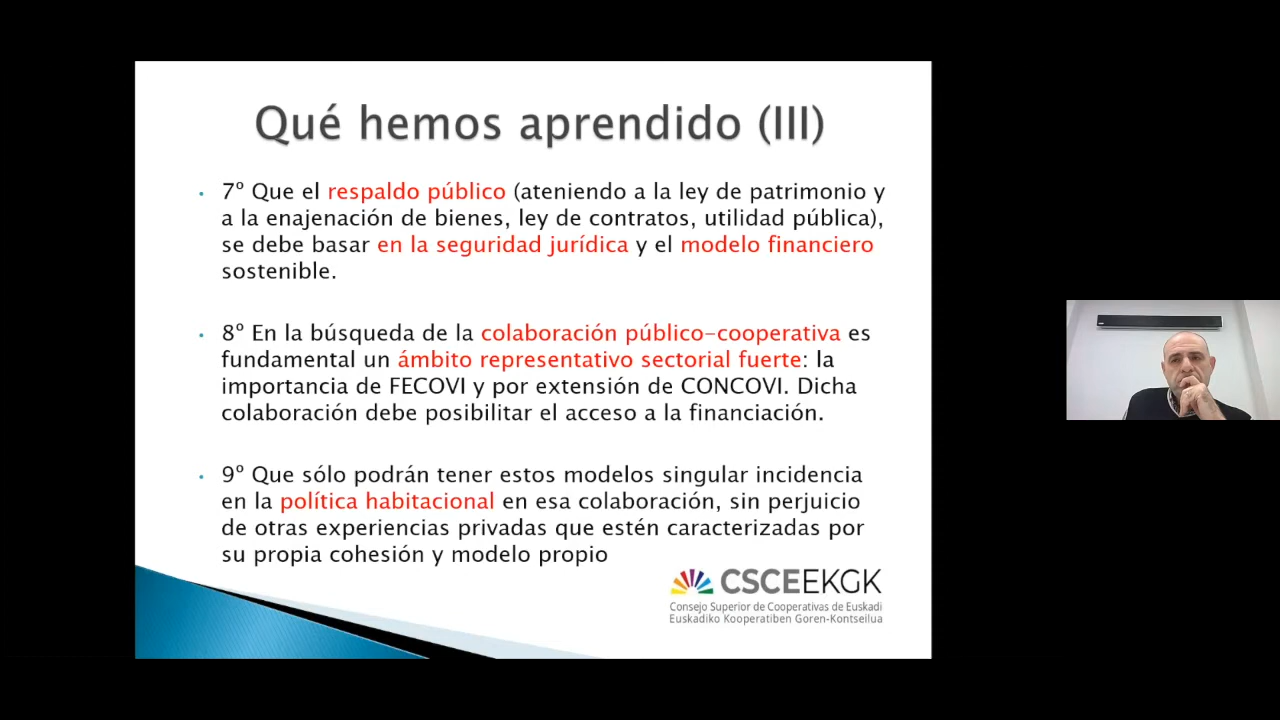 Qué hemos aprendido (III)
7º Que el respaldo público (ateniendo a la ley de patrimonio y
a la enajenación de bienes, ley de contratos, utilidad pública),
se debe basar en la seguridad jurídica y el modelo financiero
sostenible.
8º En la búsqueda de la colaboración público-cooperativa es
fundamental un ámbito representativo sectorial fuerte: la
importancia de FECOVI y por extensión de CONCOVI. Dicha
colaboración debe posibilitar el acceso a la financiación.
9º Que sólo podrán tener estos modelos singular incidencia
en la política habitacional en esa colaboración, sin perjuicio
de otras experiencias privadas que estén caracterizadas por
su propia cohesión y modelo propio
CSCEEKGK
Consejo Superior de Cooperativas de Euskadi
Euskadiko Kooperatiben Goren-Kontseilua